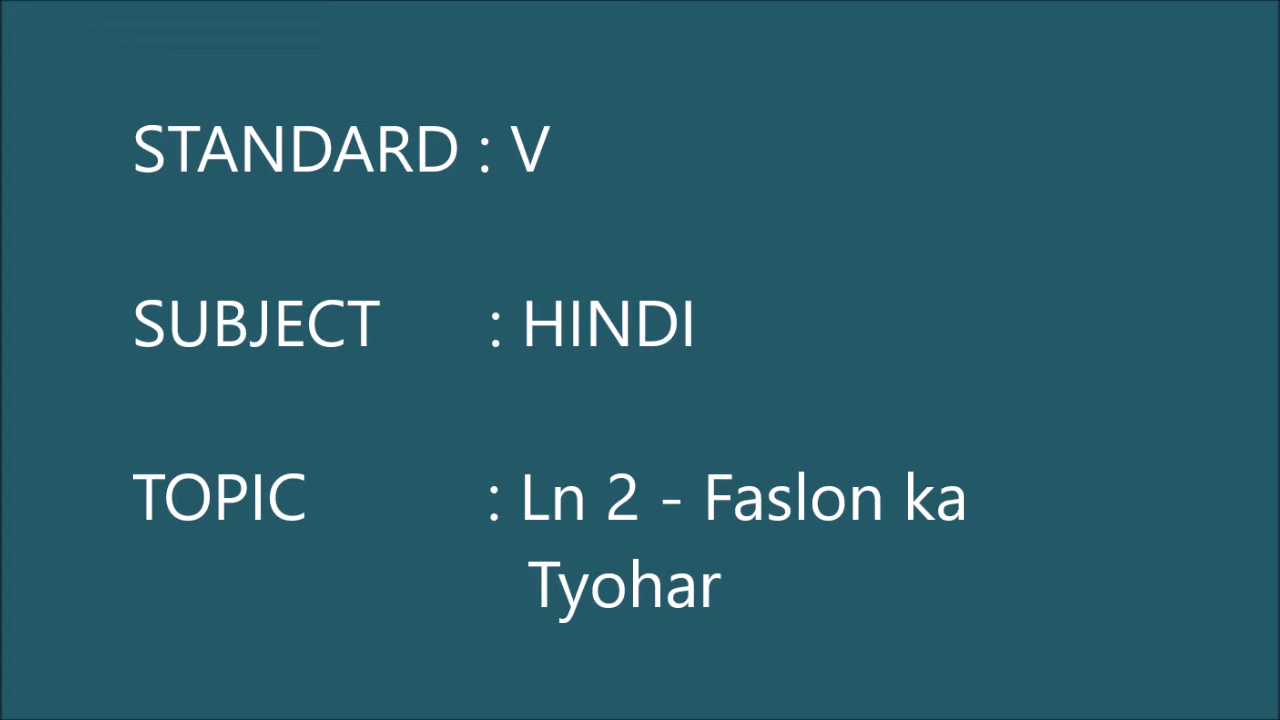 STANDARD : V
SUBJECT : HINDI
TOPIC : Ln 2 - Faslon ka
Tyohar